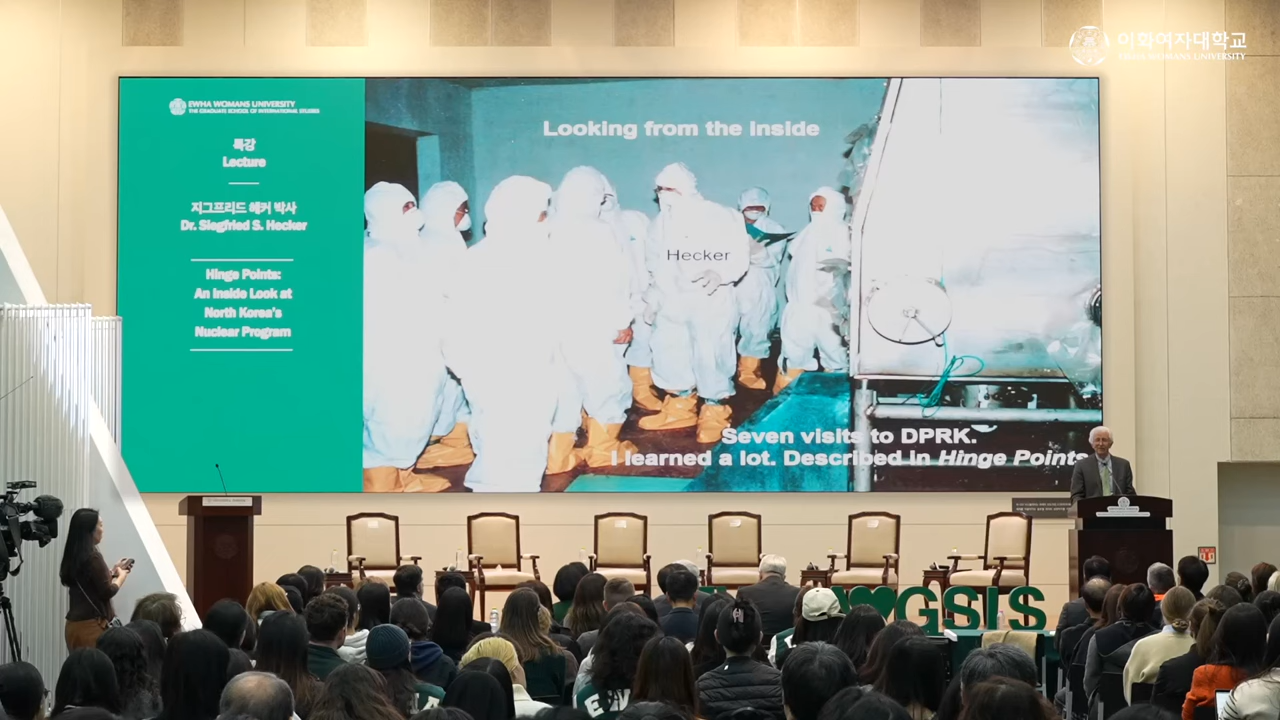 이화여자대학교
EWHA WOMANS UNIVERSITY
EWHA WOMANS UNIVERSITY
THE GRADUATE SCHOOL OF INTERNATIONAL STUDIES
특강
Lecture
지그프리드 헤커 박사
Dr. Siegfried S. Hecker
Hinge Points:
An Inside Look at
North Korea's
Nuclear Program
Looking from the inside
Hecker
Seven visits to DPRK.
I learned a lot. Described in Hinge Points
GSIS